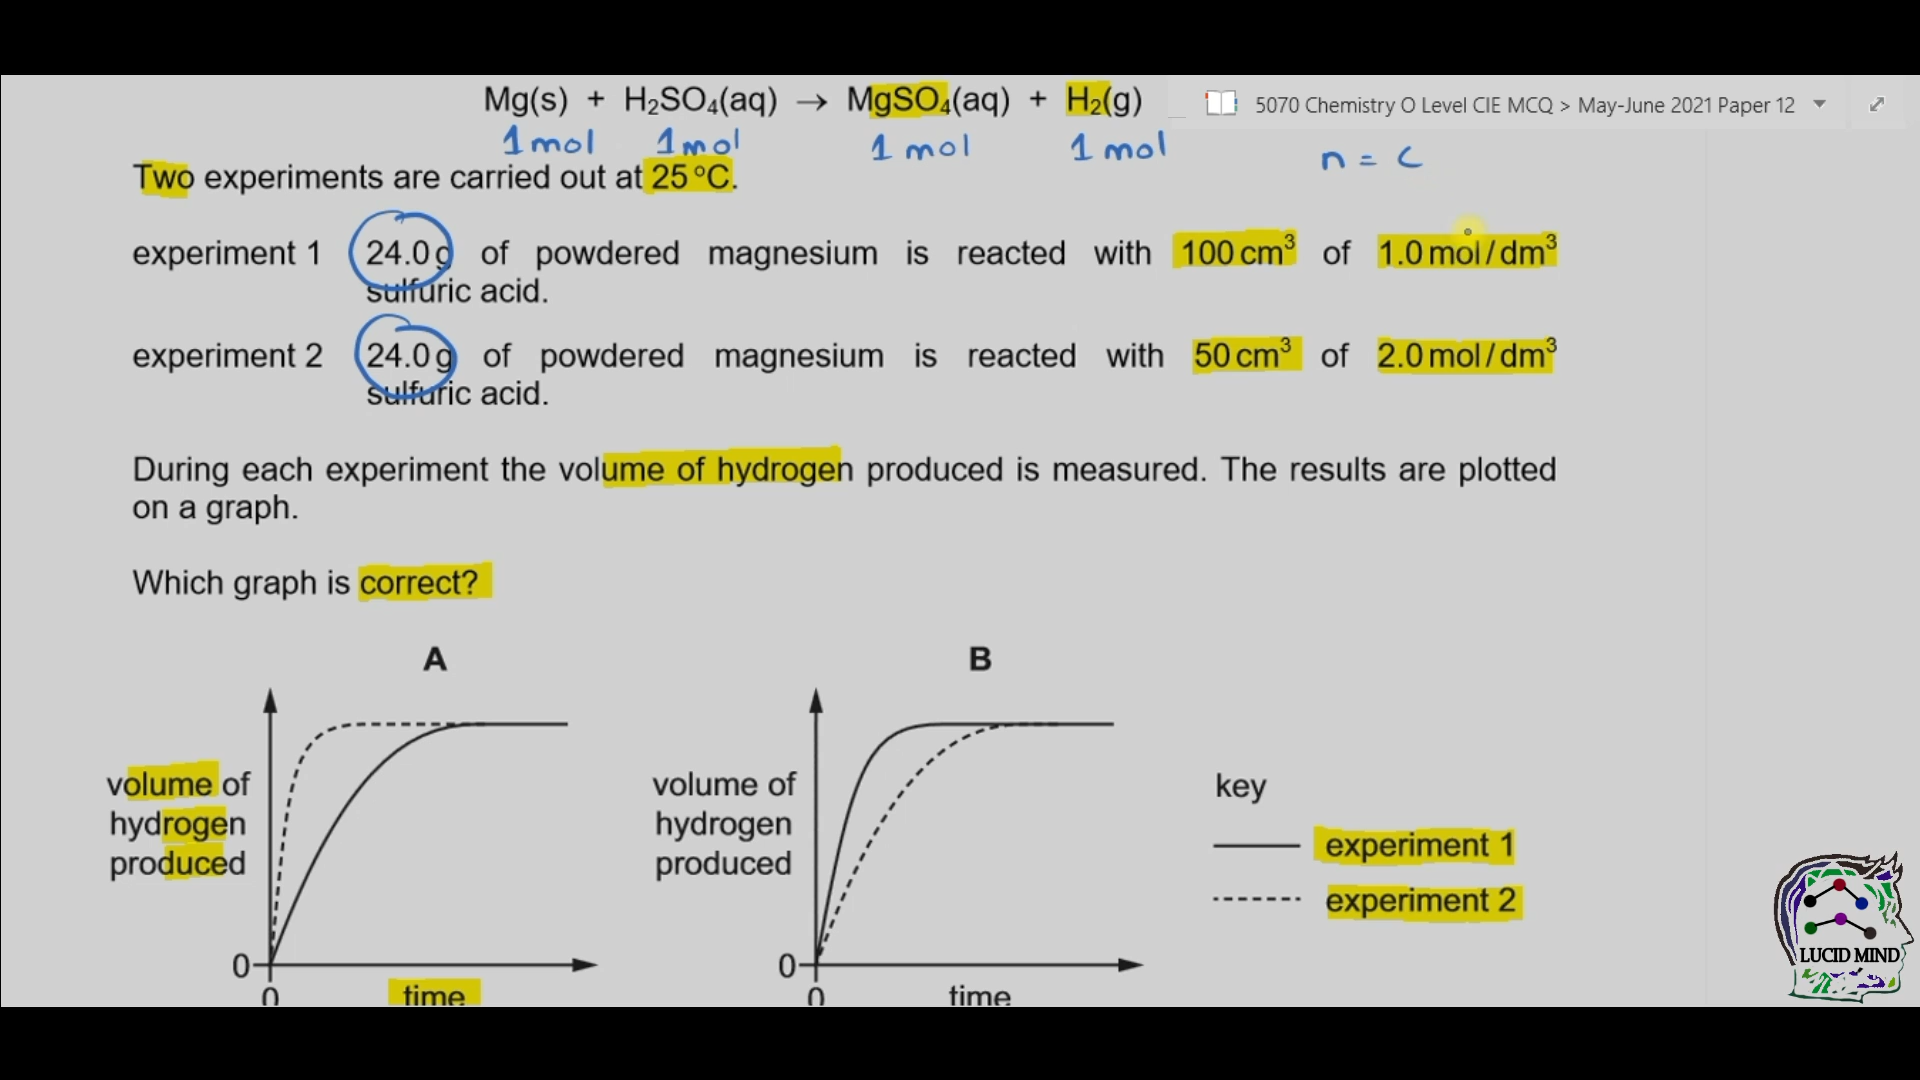 Mg(s) + H₂SO₄(aq) → MgSO₄(aq) + H₂(g)
5070 Chemistry O Level CIE MCQ > May-June 2021 Paper 12
1 mol 1 mol 1 mol 1 mol
n = C
Two experiments are carried out at 25 °C.
experiment 1 24.0 g of powdered magnesium is reacted with 100 cm³ of 1.0 mol / dm³
sulfuric acid.
experiment 2 24.0 g of powdered magnesium is reacted with 50 cm³ of 2.0 mol / dm³
sulfuric acid.
During each experiment the volume of hydrogen produced is measured. The results are plotted
on a graph.
Which graph is correct?
A
volume of
hydrogen
produced
0
0
time
B
volume of
hydrogen
produced
0
0
time
key
experiment 1
experiment 2
LUCID MIND